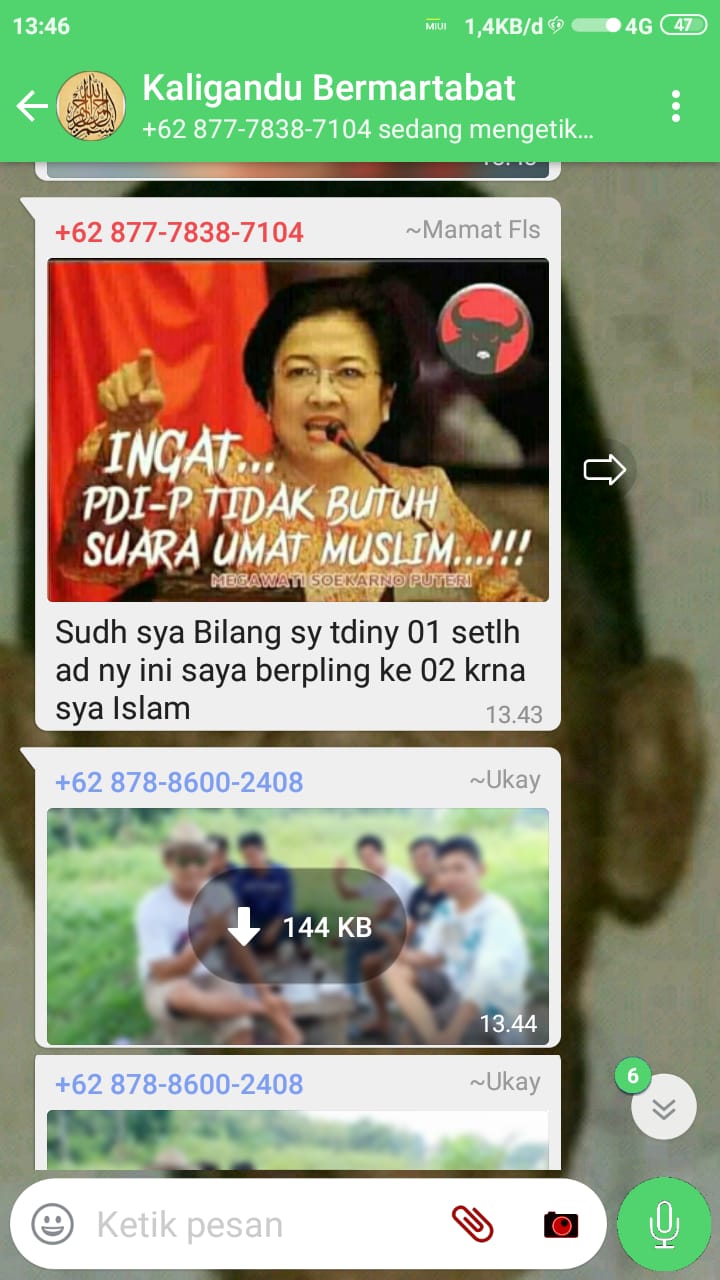 13:46
MIUI 1,4KB/d 4G 47
Kaligandu Bermartabat
+62 877-7838-7104 sedang mengetik...
+62 877-7838-7104 ~Mamat Fls
INGAT...
PDI-P TIDAK BUTUH
SUARA UMAT MUSLIM...!!!
MEGAWATI SOEKARNO PUTERI
Sudh sya Bilang sy tdiny 01 setlh
ad ny ini saya berpling ke 02 krna
sya Islam
13.43
+62 878-8600-2408 ~Ukay
144 KB
13.44
+62 878-8600-2408 ~Ukay
6
Ketik pesan